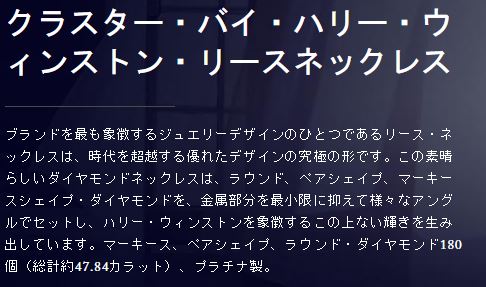 クラスター・バイ・ハリー・ウ
ィンストン・リースネックレス
ブランドを最も象徴するジュエリーデザインのひとつであるリース・ネ
ックレスは、時代を超越する優れたデザインの究極の形です。この素晴
らしいダイヤモンドネックレスは、ラウンド、ペアシェイプ、マーキー
スシェイプ・ダイヤモンドを、金属部分を最小限に抑えて様々なアング
ルでセットし、ハリー・ウィンストンを象徴するこの上ない輝きを生み
出しています。マーキース、ペアシェイプ、ラウンド・ダイヤモンド180
個（総計約47.84カラット）、プラチナ製。